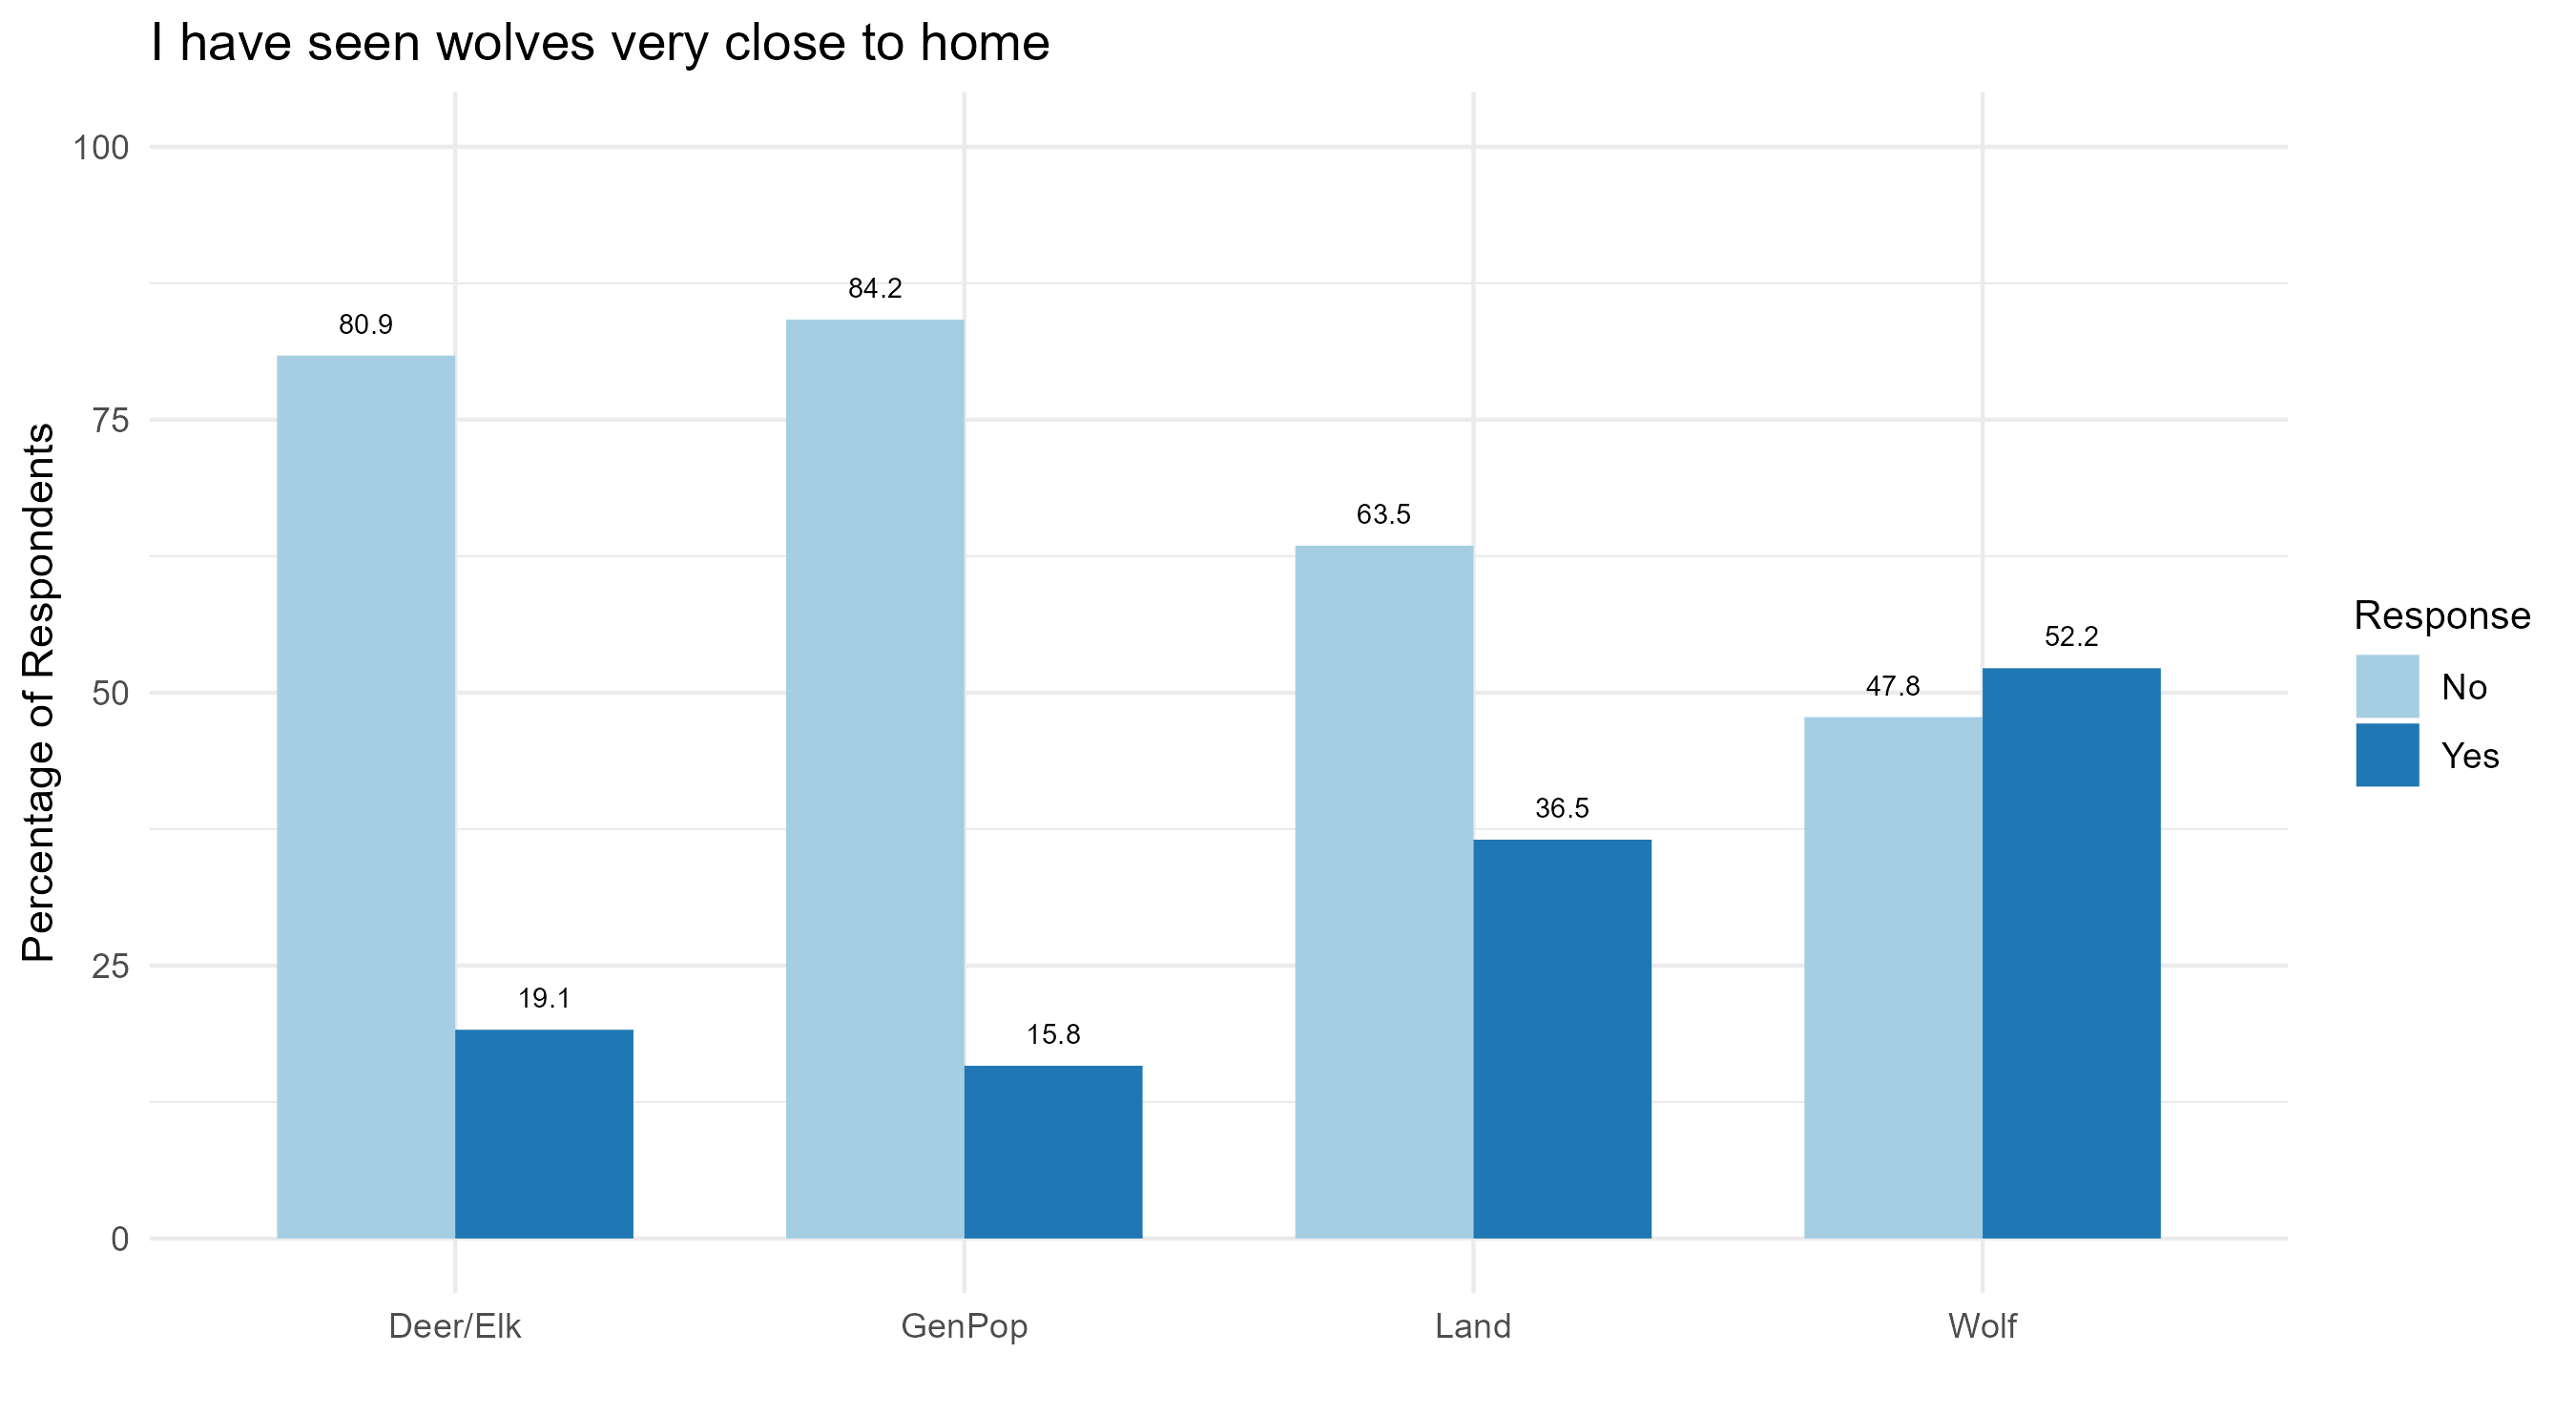 I have seen wolves very close to home
Percentage of Respondents
100
75
50
25
0
80.9
19.1
84.2
15.8
63.5
36.5
47.8
52.2
Deer/Elk
GenPop
Land
Wolf
Response
No
Yes